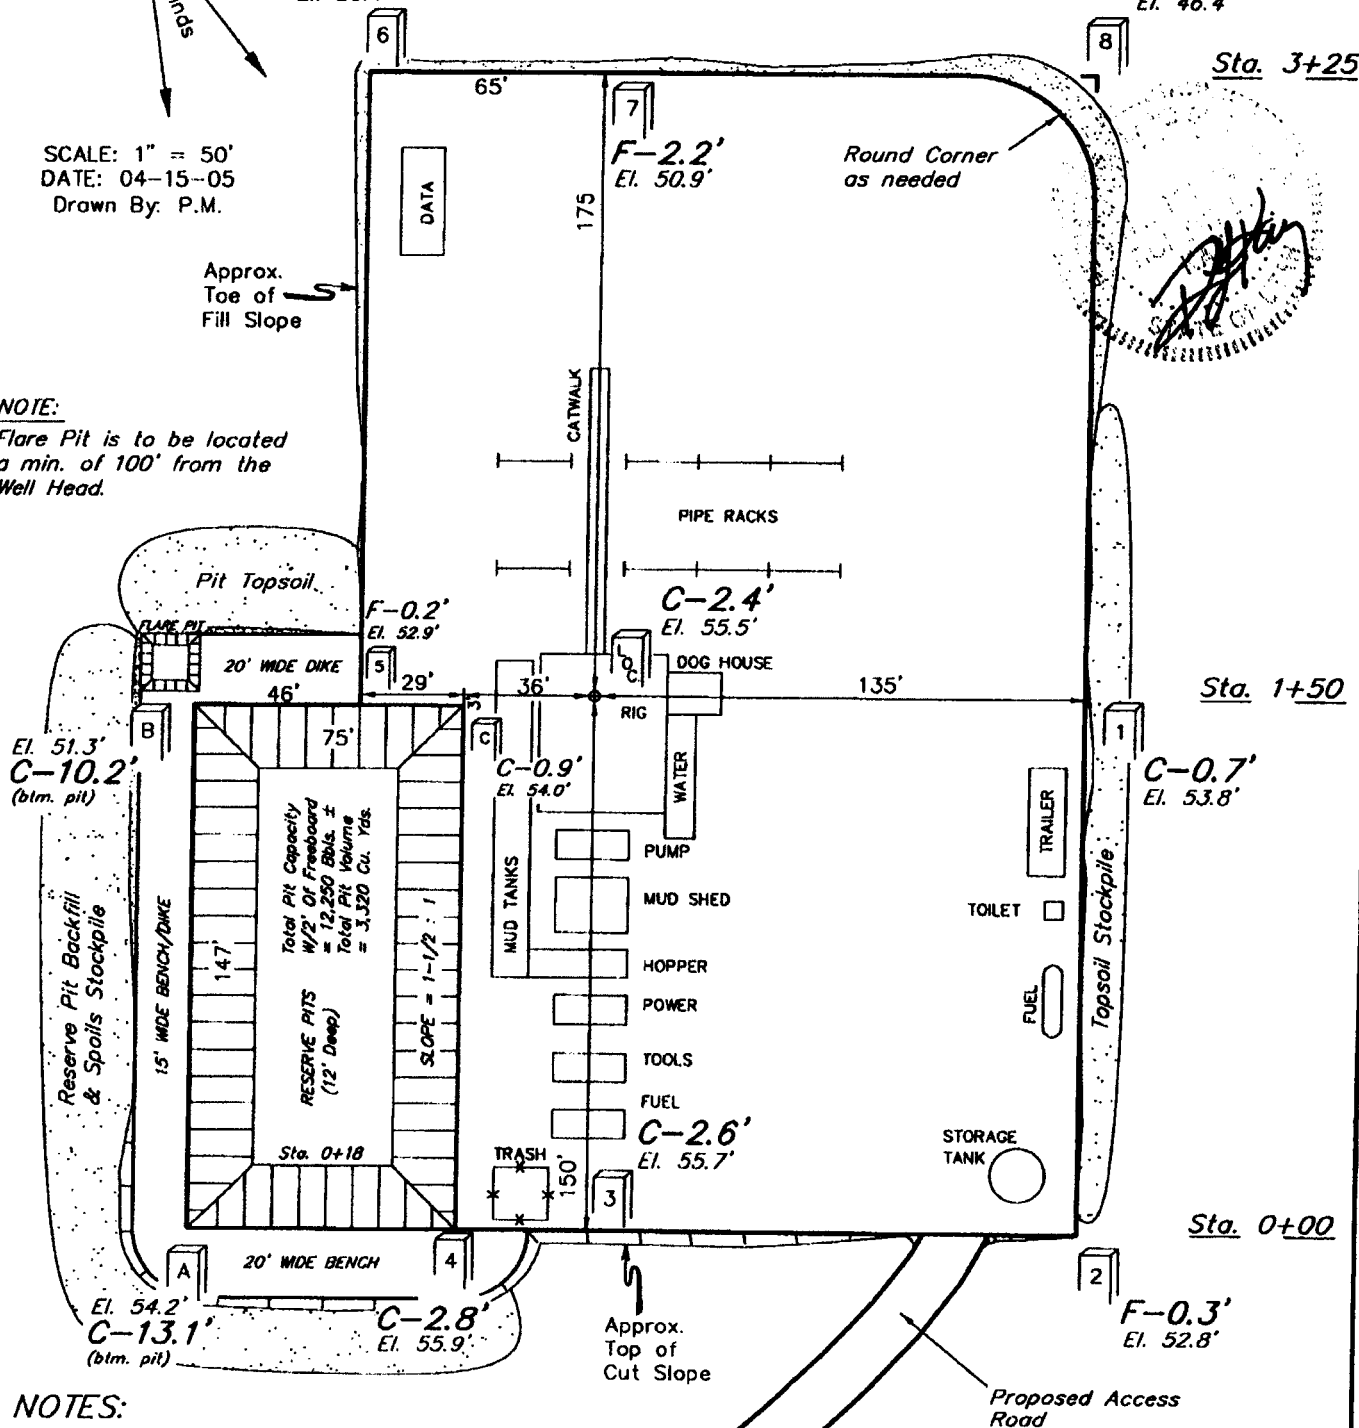 6
El. 46.4'
8
Sta. 3+25
65'
7
F-2.2'
El. 50.9'
175
Round Corner
as needed
SCALE: 1" = 50'
DATE: 04-15-05
Drawn By: P.M.
DATA
Approx.
Toe of
Fill Slope
STATE OF UTAH
CATWALK
NOTE:
Flare Pit is to be located
a min. of 100' from the
Well Head.
PIPE RACKS
Pit Topsoil
C-2.4'
El. 55.5'
F-0.2'
El. 52.9'
FLARE PIT
20' WIDE DIKE
5
LOC.
DOG HOUSE
46'
29'
36'
135'
Sta. 1+50
3'
RIG
B
C
1
El. 51.3'
C-10.2'
(btm. pit)
75'
C-0.9'
El. 54.0'
WATER
C-0.7'
El. 53.8'
TRAILER
Total Pit Capacity
W/2' Of Freeboard
= 12,250 Bbls. ±
Total Pit Volume
= 3,320 Cu. Yds.
PUMP
MUD TANKS
MUD SHED
TOILET
Topsoil Stockpile
Reserve Pit Backfill
& Spoils Stockpile
15' WIDE BENCH/DIKE
147'
SLOPE = 1-1/2 : 1
HOPPER
RESERVE PITS
(12' Deep)
POWER
FUEL
TOOLS
FUEL
C-2.6'
El. 55.7'
Sta. 0+18
TRASH
150'
3
STORAGE
TANK
Sta. 0+00
A
20' WIDE BENCH
4
2
El. 54.2'
C-13.1'
(btm. pit)
C-2.8'
El. 55.9'
F-0.3'
El. 52.8'
Approx.
Top of
Cut Slope
Proposed Access
Road
NOTES: